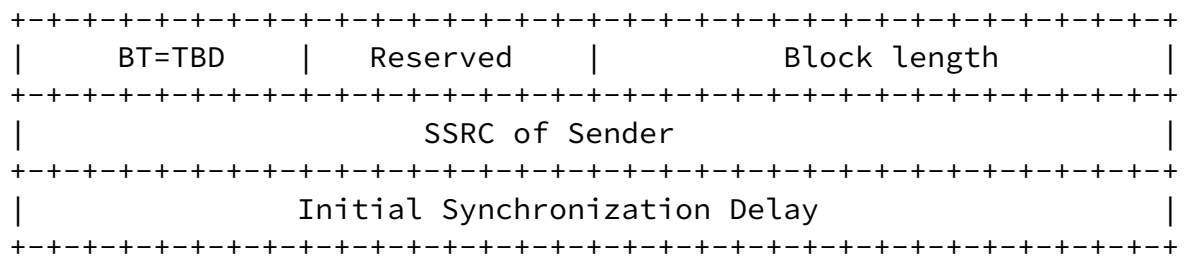 +-+-+-+-+-+-+-+-+-+-+-+-+-+-+-+-+-+-+-+-+-+-+-+-+-+-+-+-+-+-+-+-+
|     BT=TBD    |   Reserved    |          Block length         |
+-+-+-+-+-+-+-+-+-+-+-+-+-+-+-+-+-+-+-+-+-+-+-+-+-+-+-+-+-+-+-+-+
|                      SSRC of Sender                           |
+-+-+-+-+-+-+-+-+-+-+-+-+-+-+-+-+-+-+-+-+-+-+-+-+-+-+-+-+-+-+-+-+
|               Initial Synchronization Delay                   |
+-+-+-+-+-+-+-+-+-+-+-+-+-+-+-+-+-+-+-+-+-+-+-+-+-+-+-+-+-+-+-+-+